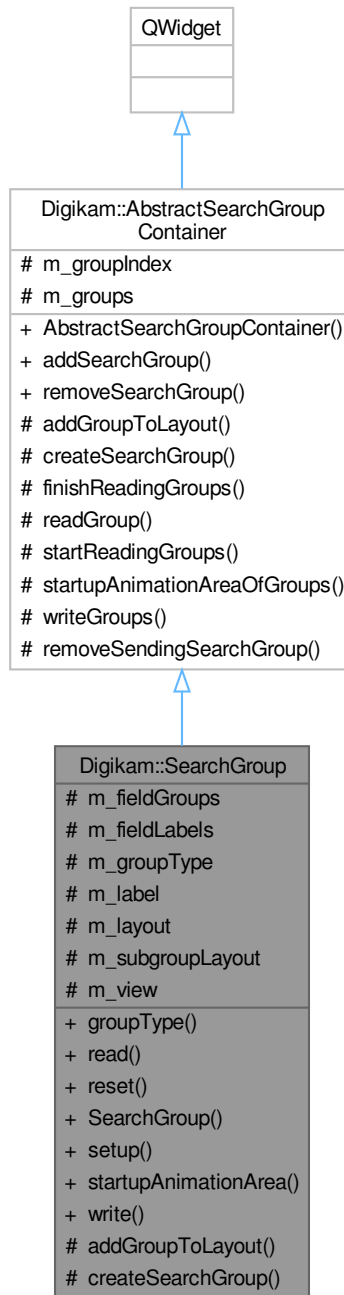 QWidget
Digikam::AbstractSearchGroup
Container
# m_groupIndex
# m_groups
+ AbstractSearchGroupContainer()
+ addSearchGroup()
+ removeSearchGroup()
# addGroupToLayout()
# createSearchGroup()
# finishReadingGroups()
# readGroup()
# startReadingGroups()
# startupAnimationAreaOfGroups()
# writeGroups()
# removeSendingSearchGroup()
Digikam::SearchGroup
# m_fieldGroups
# m_fieldLabels
# m_groupType
# m_label
# m_layout
# m_subgroupLayout
# m_view
+ groupType()
+ read()
+ reset()
+ SearchGroup()
+ setup()
+ startupAnimationArea()
+ write()
# addGroupToLayout()
# createSearchGroup()